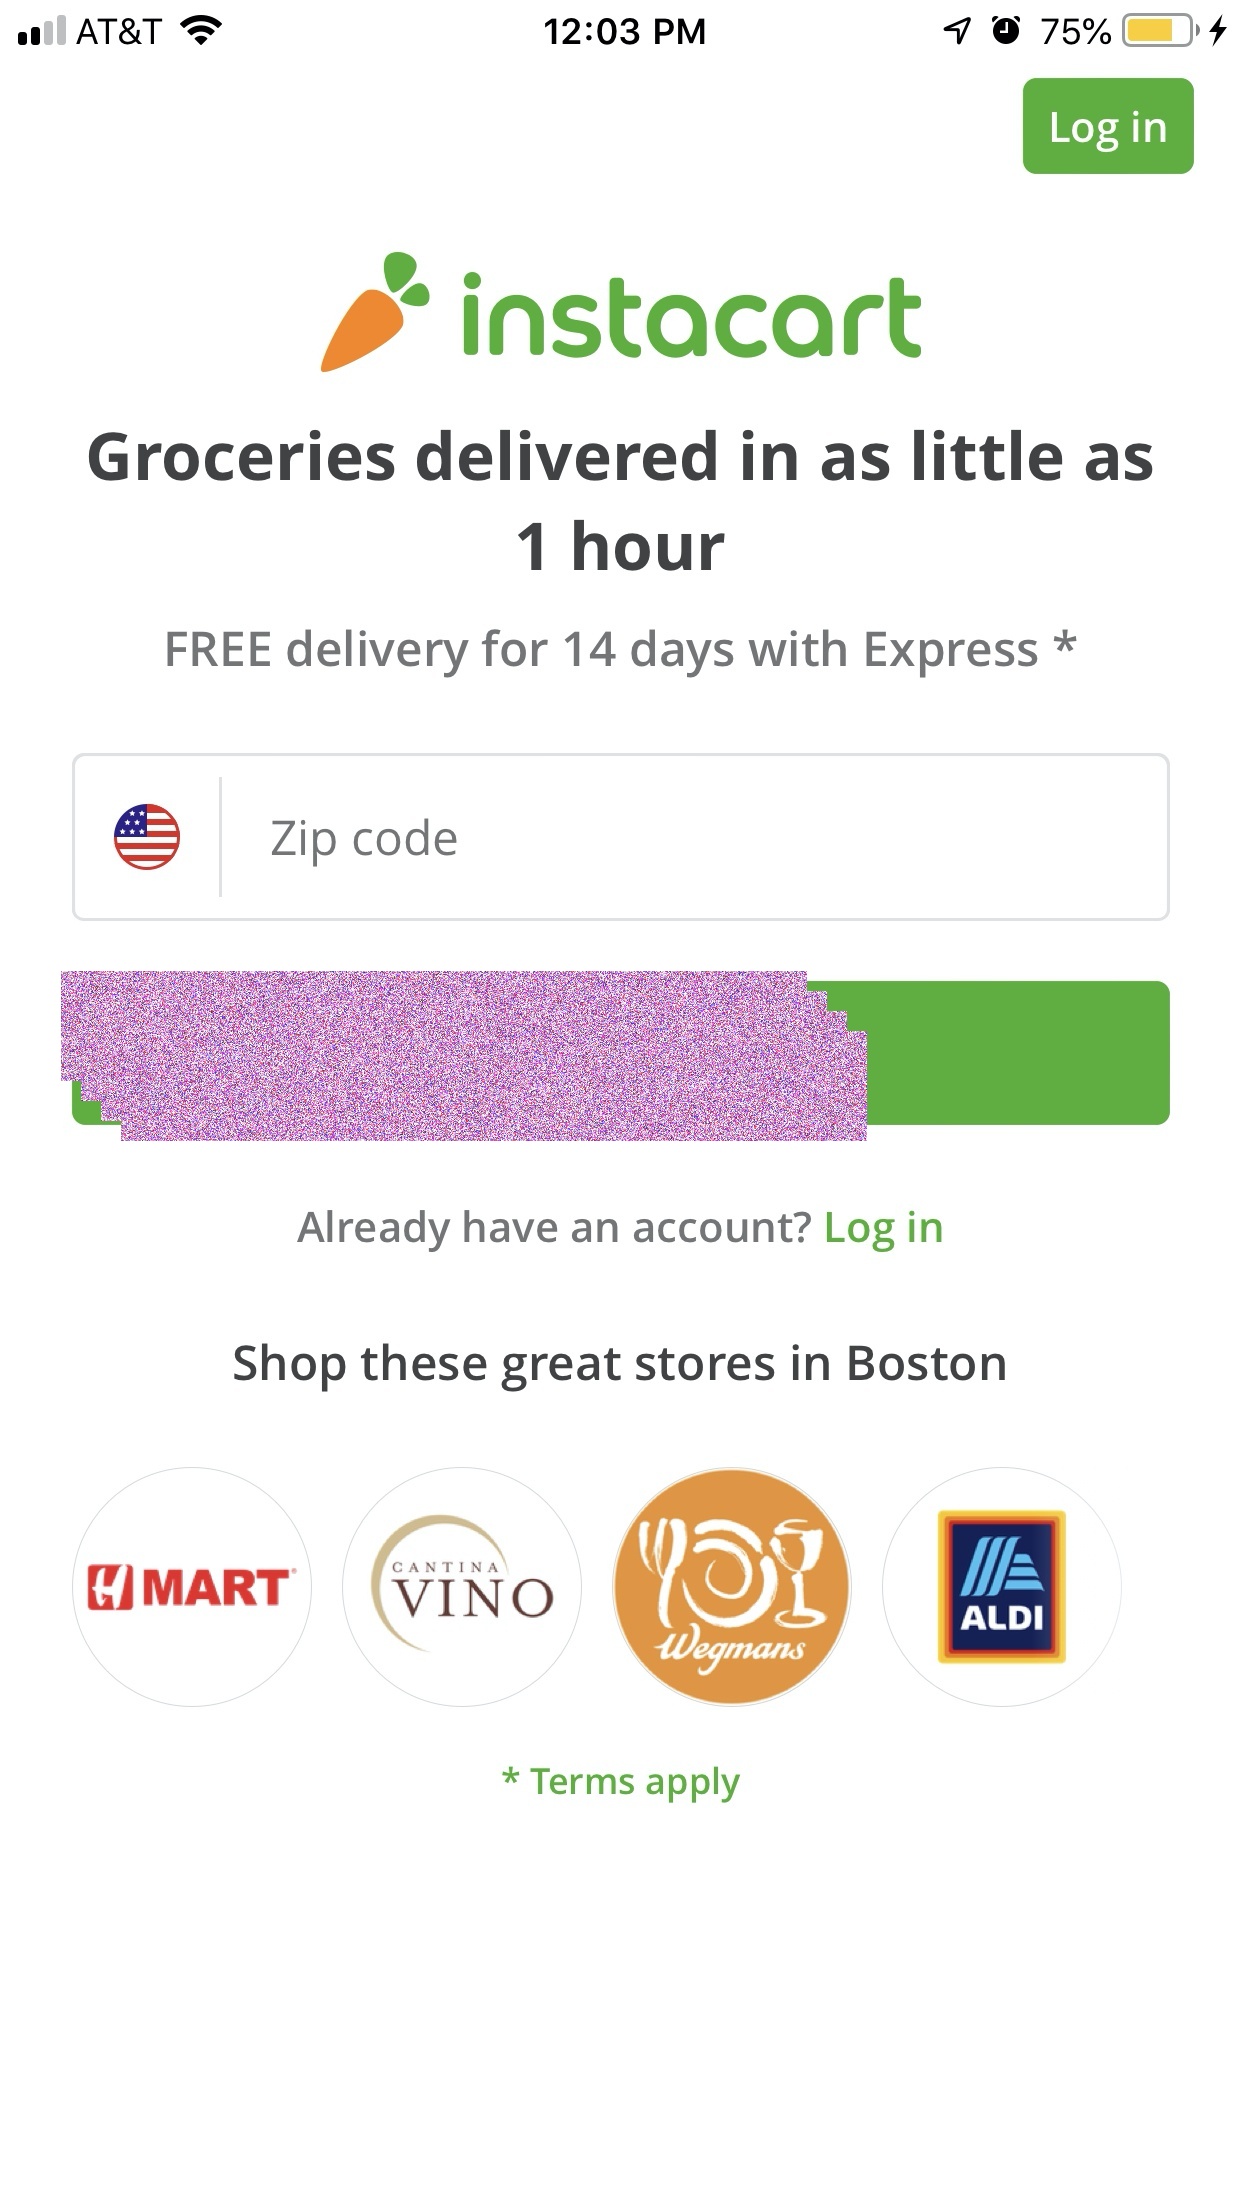 AT&T 12:03 PM 75%
Log in
instacart
Groceries delivered in as little as
1 hour
FREE delivery for 14 days with Express *
Zip code
Already have an account? Log in
Shop these great stores in Boston
H MART
CANTINA
VINO
Wegmans
ALDI
* Terms apply